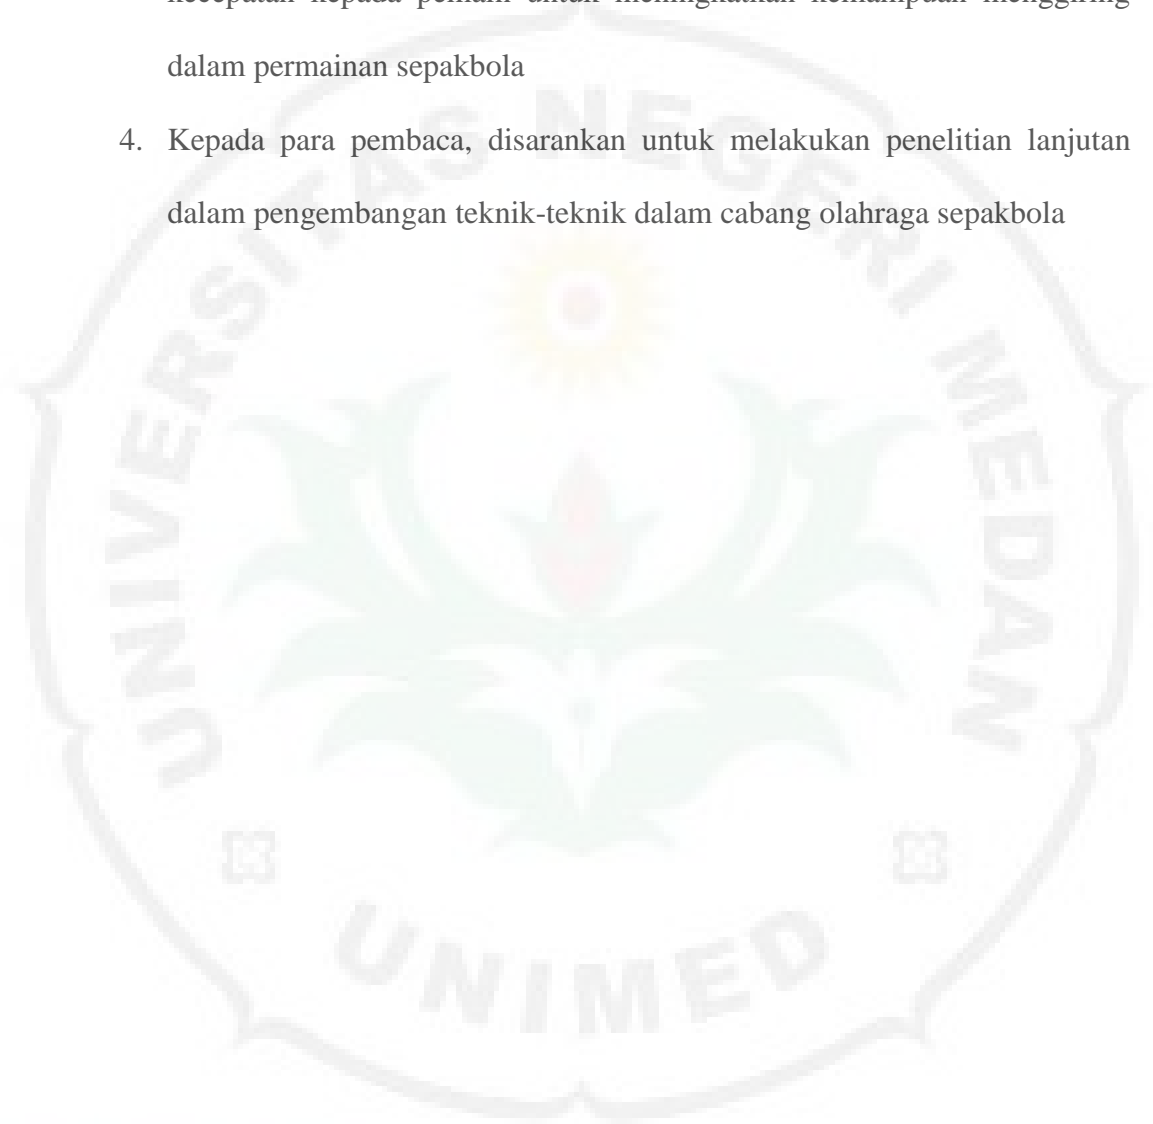 kecepatan kepada pemain untuk meningkatkan kemampuan menggiring
dalam permainan sepakbola
4. Kepada para pembaca, disarankan untuk melakukan penelitian lanjutan
dalam pengembangan teknik-teknik dalam cabang olahraga sepakbola
UNIVERSITAS NEGERI MEDAN
UNIMED